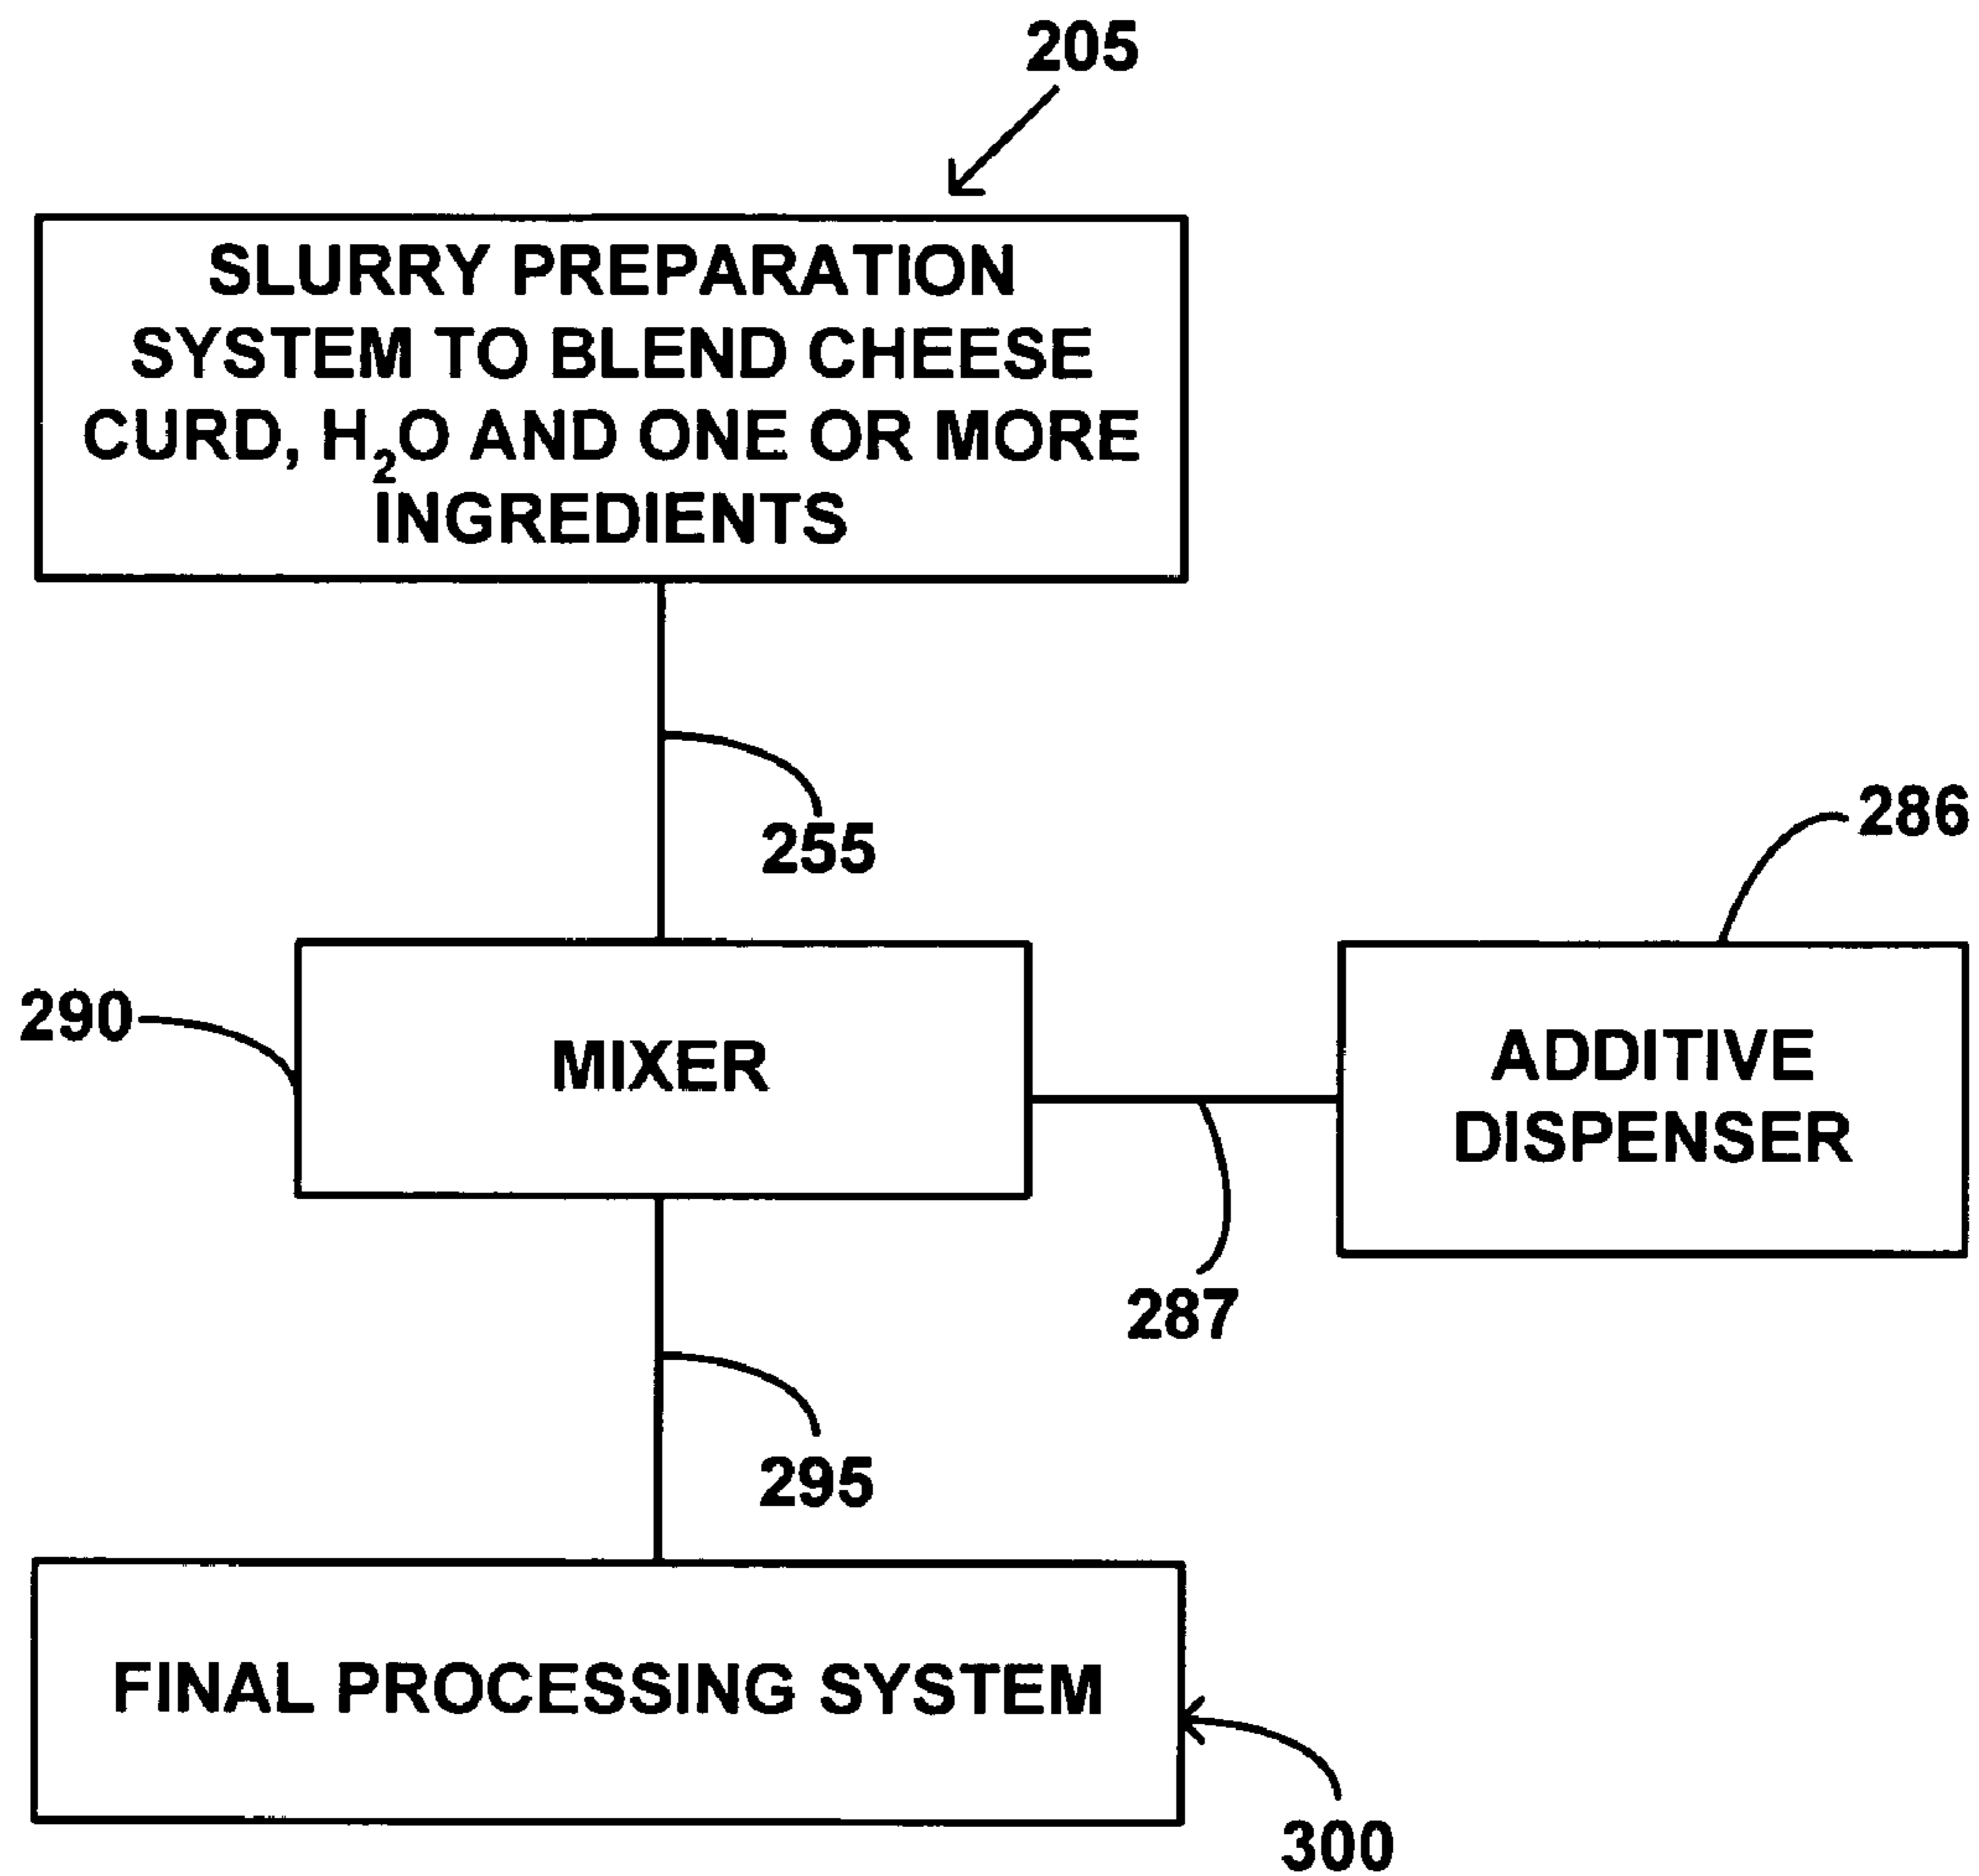 205
SLURRY PREPARATION
SYSTEM TO BLEND CHEESE
CURD, H₂O AND ONE OR MORE
INGREDIENTS
255
286
290
MIXER
ADDITIVE
DISPENSER
287
295
FINAL PROCESSING SYSTEM
300